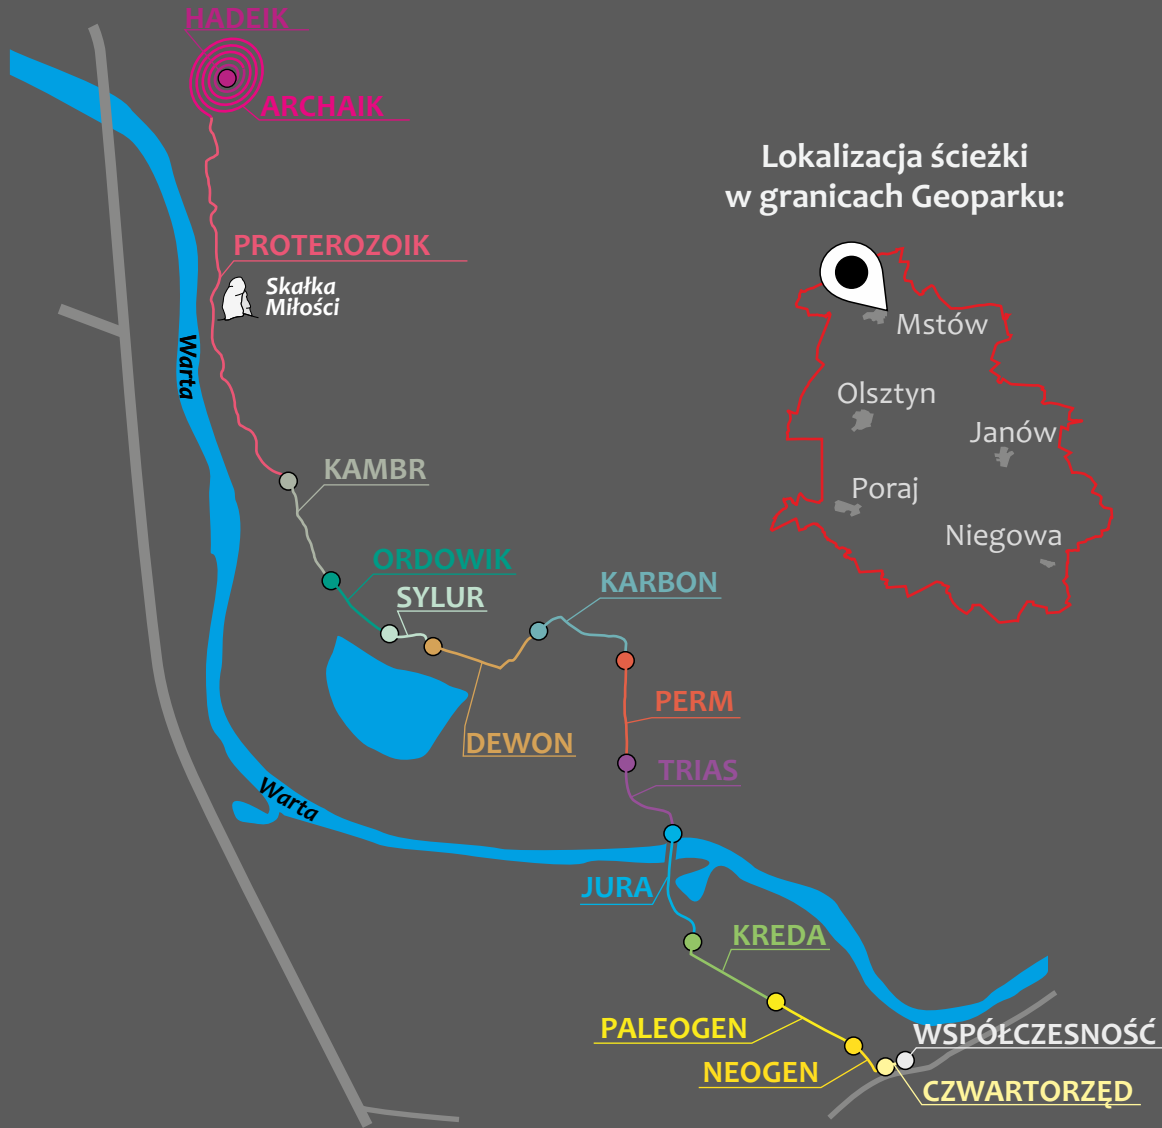 HADEIK
ARCHAIK
Lokalizacja ścieżki
w granicach Geoparku:
PROTEROZOIK
Skałka
Miłości
Mstów
Warta
Olsztyn
Janów
KAMBR
Poraj
Niegowa
ORDOWIK
SYLUR
KARBON
PERM
DEWON
TRIAS
Warta
JURA
KREDA
PALEOGEN
WSPÓŁCZESNOŚĆ
NEOGEN
CZWARTORZĘD